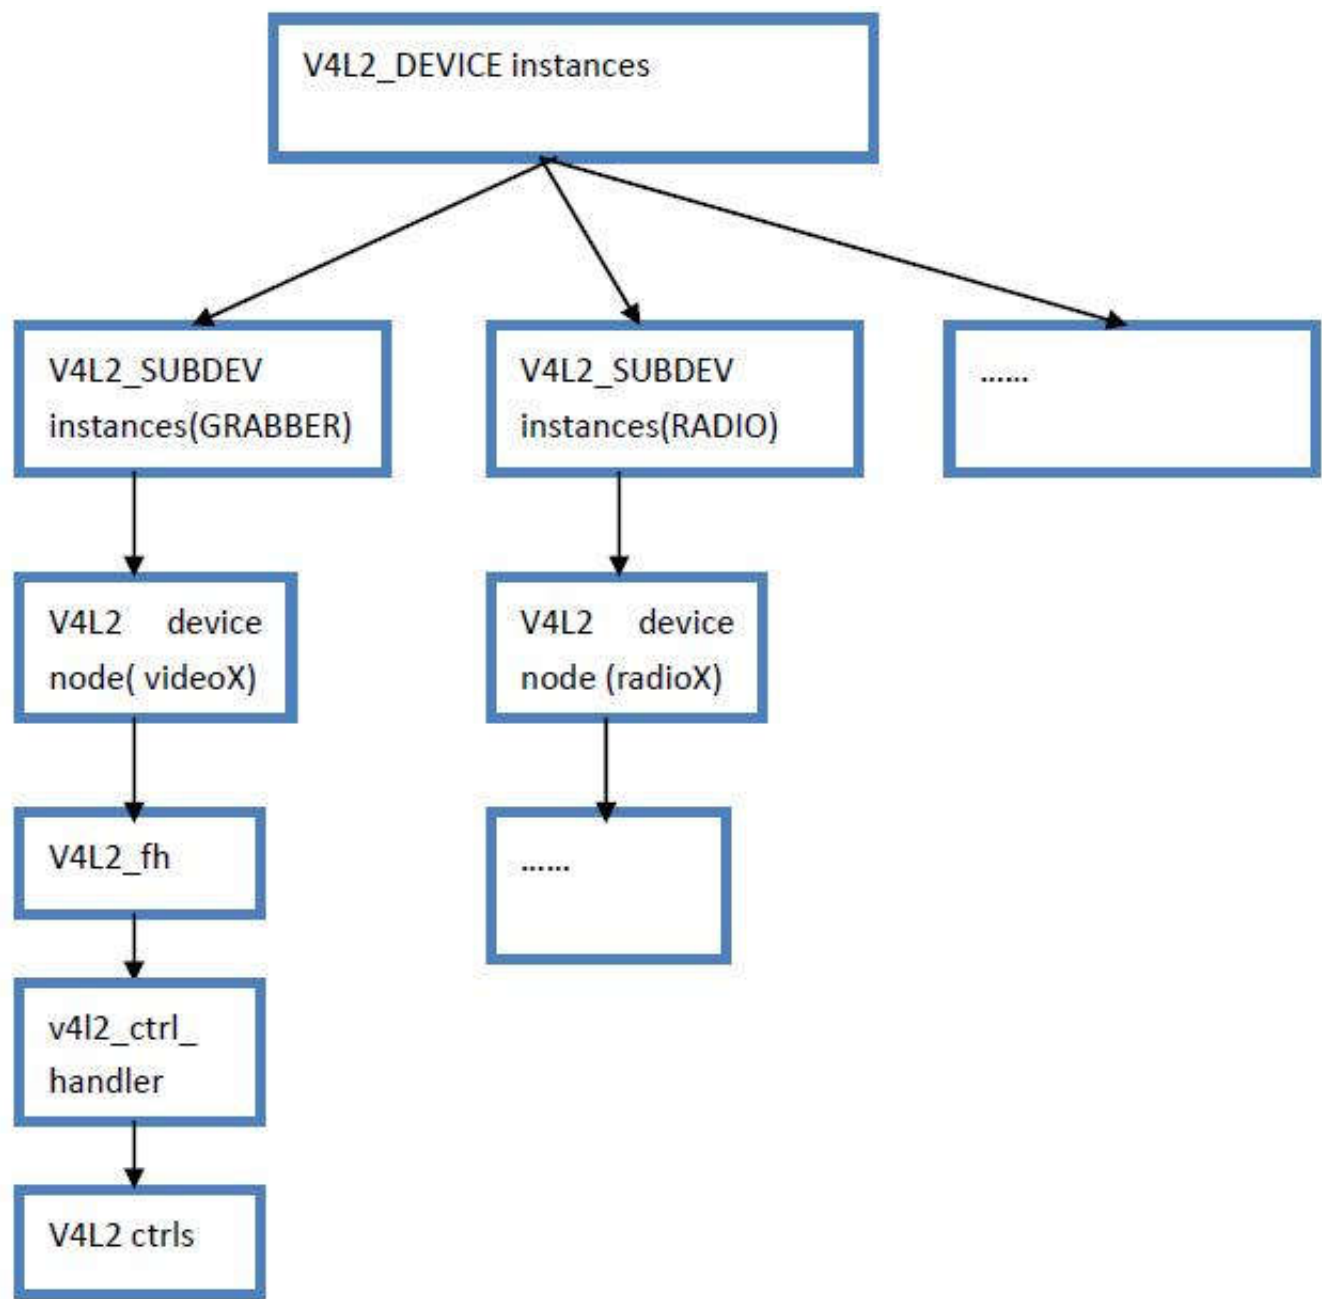 V4L2_DEVICE instances
V4L2_SUBDEV
instances(GRABBER)
V4L2_SUBDEV
instances(RADIO)
......
V4L2 device
node( videoX)
V4L2 device
node (radioX)
V4L2_fh
......
v4l2_ctrl_
handler
V4L2 ctrls